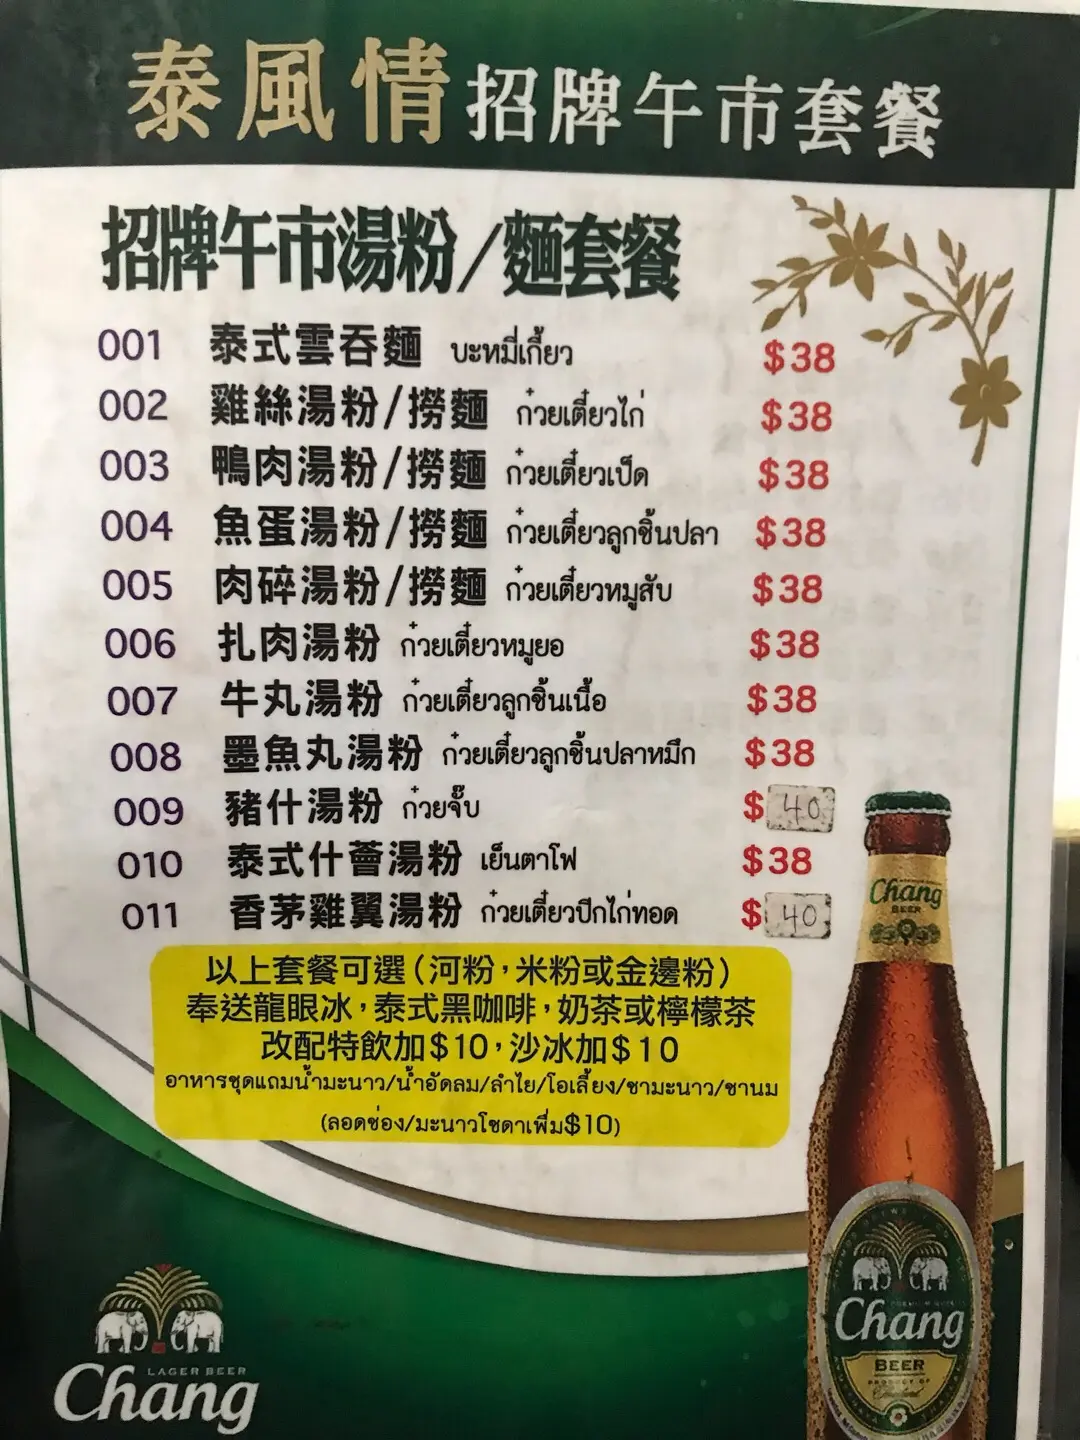 泰風情招牌午市套餐
招牌午市湯粉/麵套餐
001 泰式雲吞麵 บะหมี่เกี้ยว $38
002 雞絲湯粉/撈麵 ก๋วยเตี๋ยวไก่ $38
003 鴨肉湯粉/撈麵 ก๋วยเตี๋ยวเป็ด $38
004 魚蛋湯粉/撈麵 ก๋วยเตี๋ยวลูกชิ้นปลา $38
005 肉碎湯粉/撈麵 ก๋วยเตี๋ยวหมูสับ $38
006 扎肉湯粉 ก๋วยเตี๋ยวหมูยอ $38
007 牛丸湯粉 ก๋วยเตี๋ยวลูกชิ้นเนื้อ $38
008 墨魚丸湯粉 ก๋วยเตี๋ยวลูกชิ้นปลาหมึก $38
009 豬什湯粉 ก๋วยจั๊บ $40
010 泰式什薈湯粉 เย็นตาโฟ $38
011 香茅雞翼湯粉 ก๋วยเตี๋ยวปีกไก่ทอด $40
以上套餐可選(河粉,米粉或金邊粉)
奉送龍眼冰,泰式黑咖啡,奶茶或檸檬茶
改配特飲加$10,沙冰加$10
อาหารชุดแถมน้ำมะนาว/น้ำอัดลม/ลำไย/โอเลี้ยง/ชามะนาว/ชานม
(ลอดช่อง/มะนาวโซดาเพิ่ม$10)
Chang
BEER
LAGER BEER
Chang
Chang
BEER
PRODUCT OF